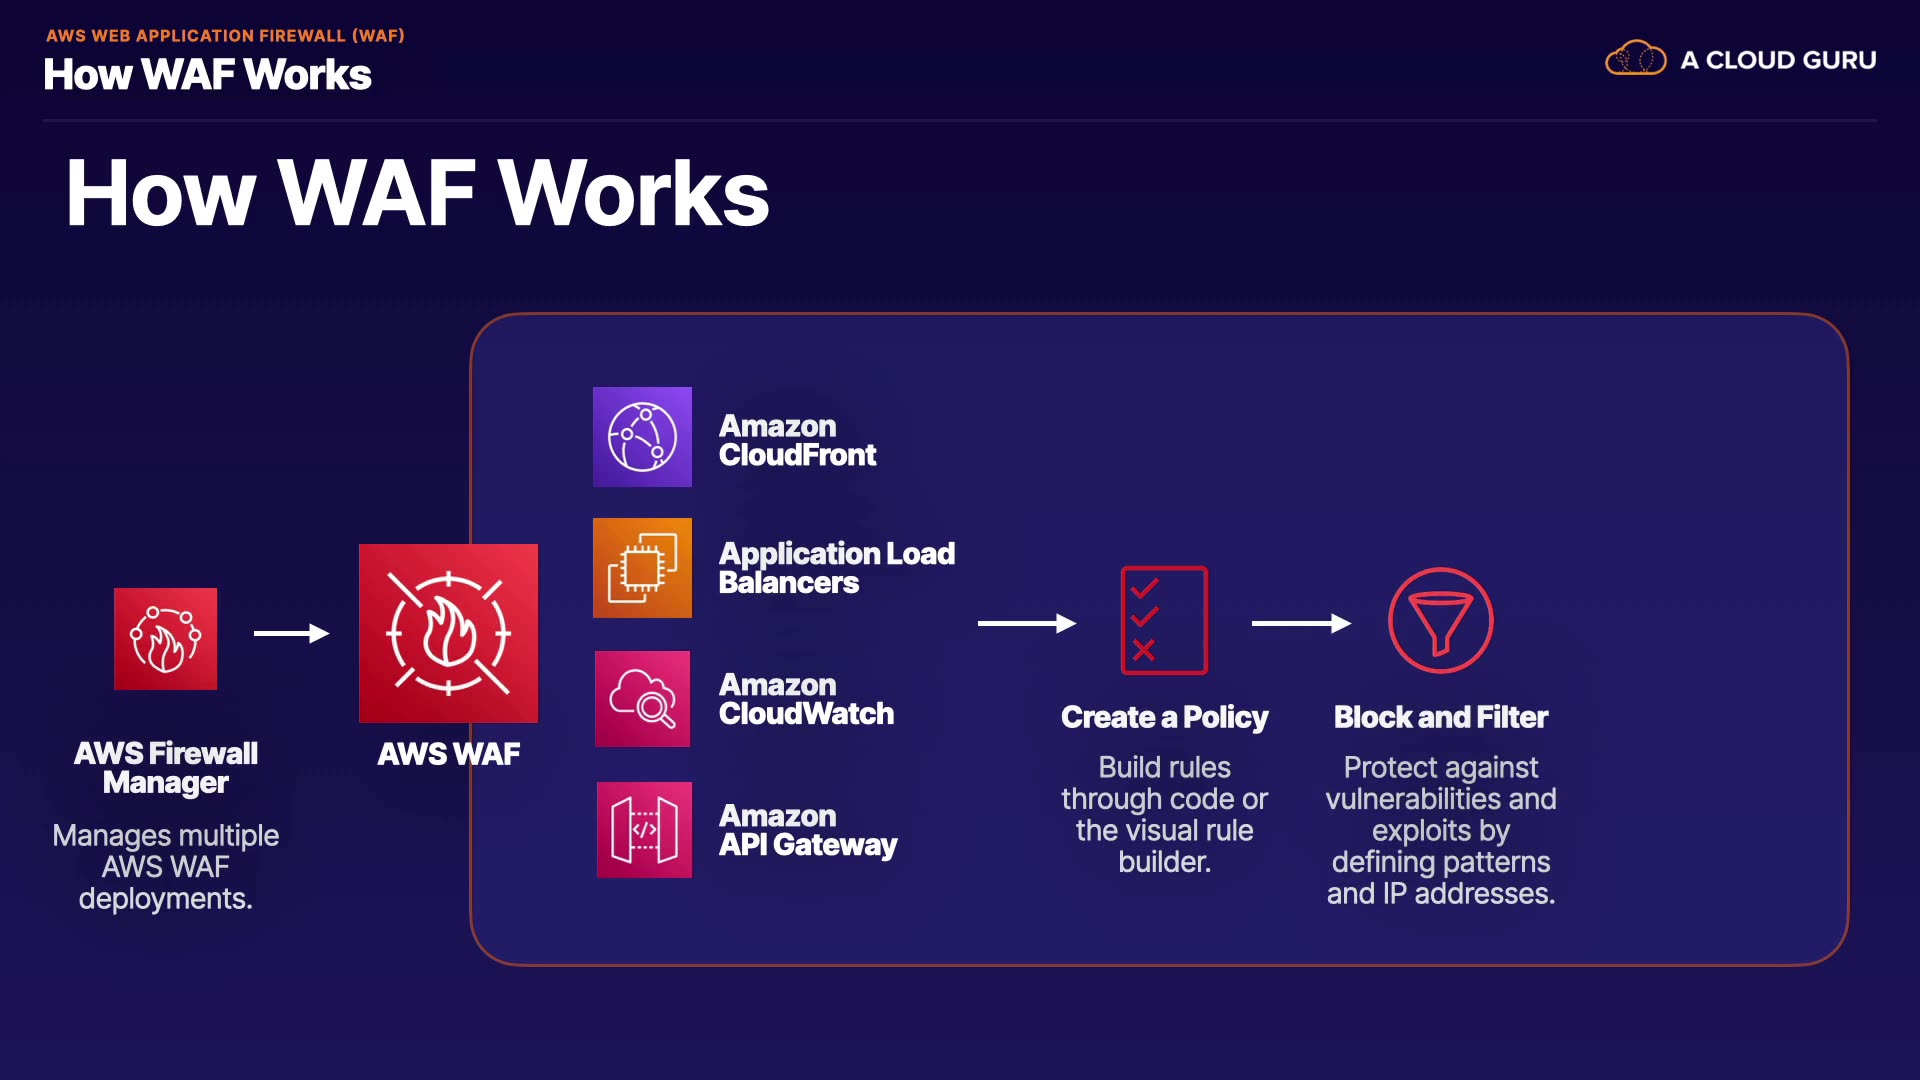 AWS WEB APPLICATION FIREWALL (WAF)
How WAF Works
A CLOUD GURU
How WAF Works
AWS Firewall
Manager
Manages multiple
AWS WAF
deployments.
AWS WAF
Amazon
CloudFront
Application Load
Balancers
Amazon
CloudWatch
</>
Amazon
API Gateway
Create a Policy
Build rules
through code or
the visual rule
builder.
Block and Filter
Protect against
vulnerabilities and
exploits by
defining patterns
and IP addresses.